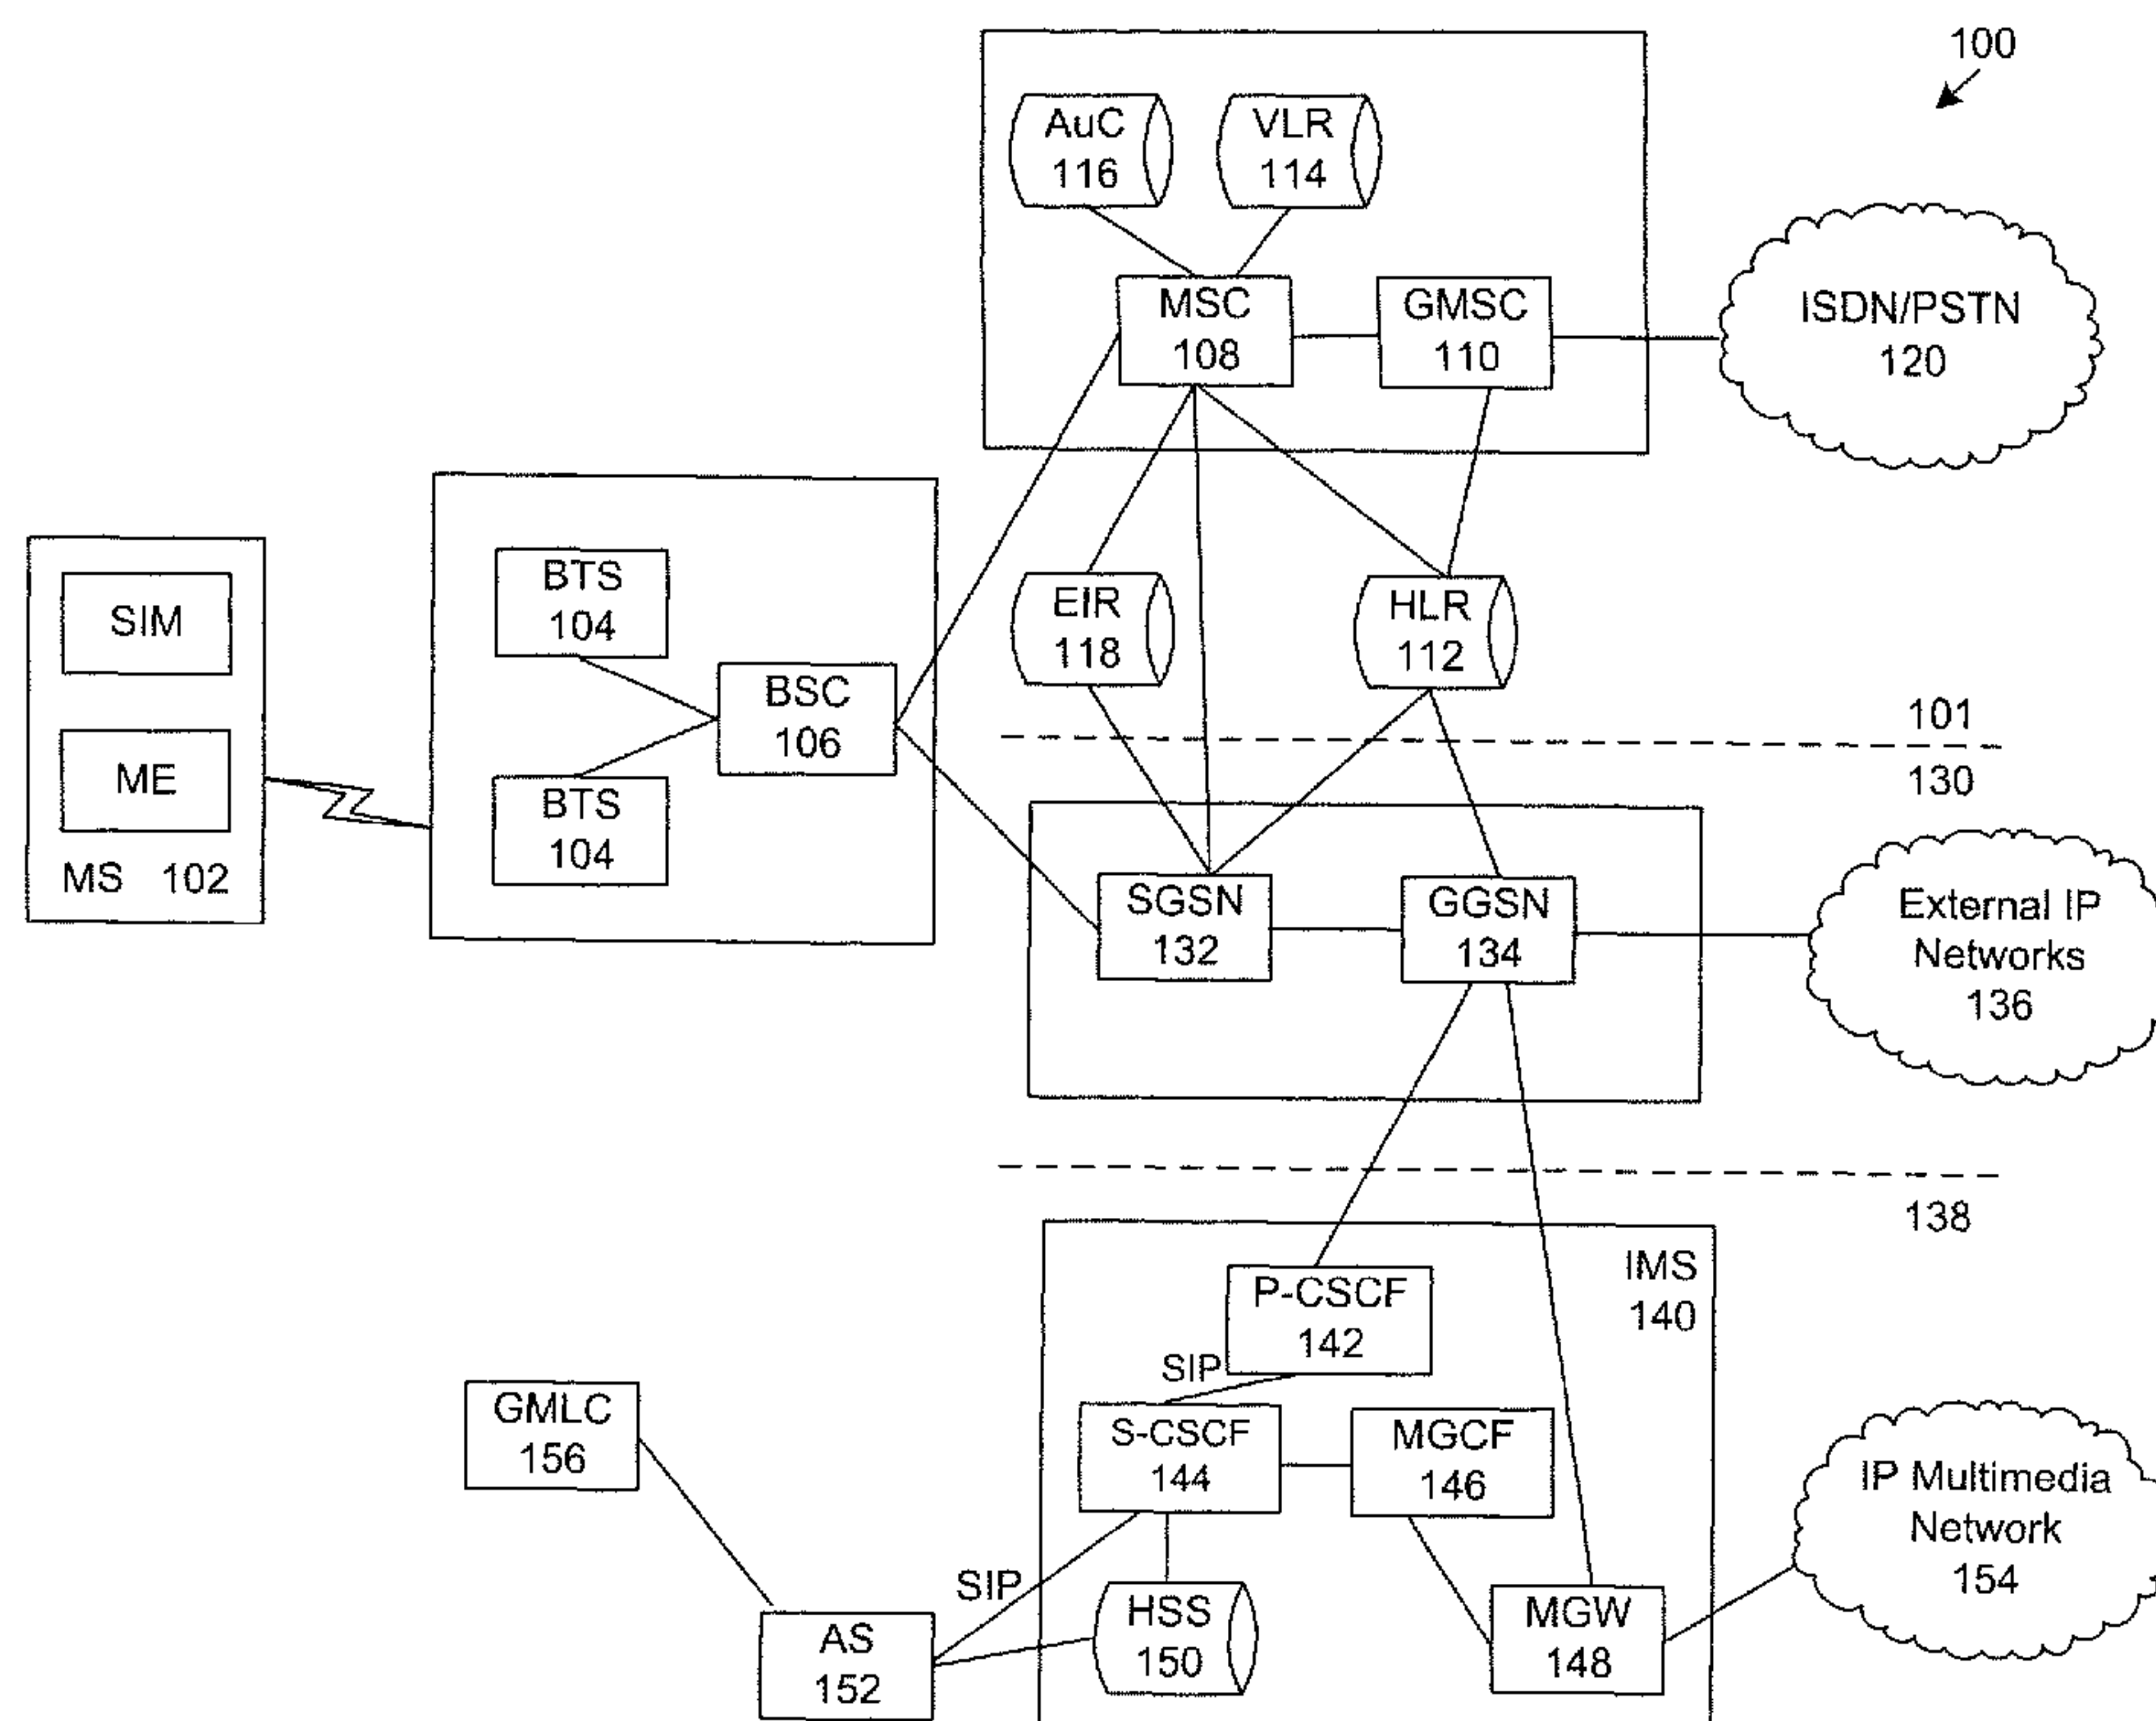 100
AuC
116
VLR
114
MSC
108
GMSC
110
ISDN/PSTN
120
SIM
ME
MS 102
BTS
104
BSC
106
BTS
104
EIR
118
HLR
112
101
130
SGSN
132
GGSN
134
External IP
Networks
136
138
IMS
140
P-CSCF
142
SIP
S-CSCF
144
MGCF
146
GMLC
156
IP Multimedia
Network
154
SIP
AS
152
HSS
150
MGW
148